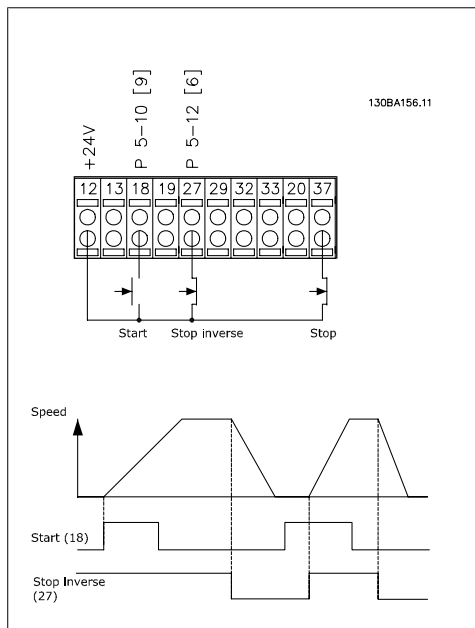 130BA156.11
+24V
P 5-10 [9]
P 5-12 [6]
12 13 18 19 27 29 32 33 20 37
Start Stop inverse Stop
Speed
Start (18)
Stop Inverse
(27)